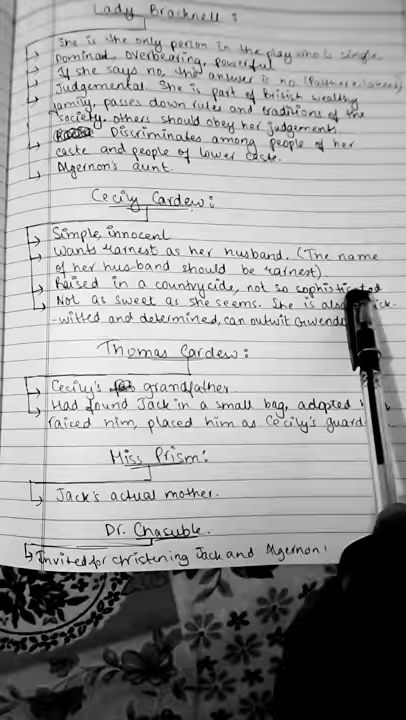 Lady Bracknell:
She is the only person in the play who is single.
Dominant, overbearing, powerful
If she says no, the answer is no
Judgemental. She is part of British wealthy
family, passes down rules and traditions of the
society. others should obey her judgements.
Discriminates among people of her
caste and people of lower caste.
Algernon's aunt.
Cecily Cardew:
Simple, innocent
Wants Earnest as her husband. (The name
of her husband should be Earnest)
Raised in a countrycide, not so sophisticated
Not as sweet as she seems. She is also
-witted and determined, can outwit
Thomas Cardew:
Cecily's grandfather
Had found Jack in a small bag, adopted
raiced him, placed him as Cecily's
Miss Prism:
Jack's actual mother.
Dr. Chasuble.
Invited for christening Jack and Algernon